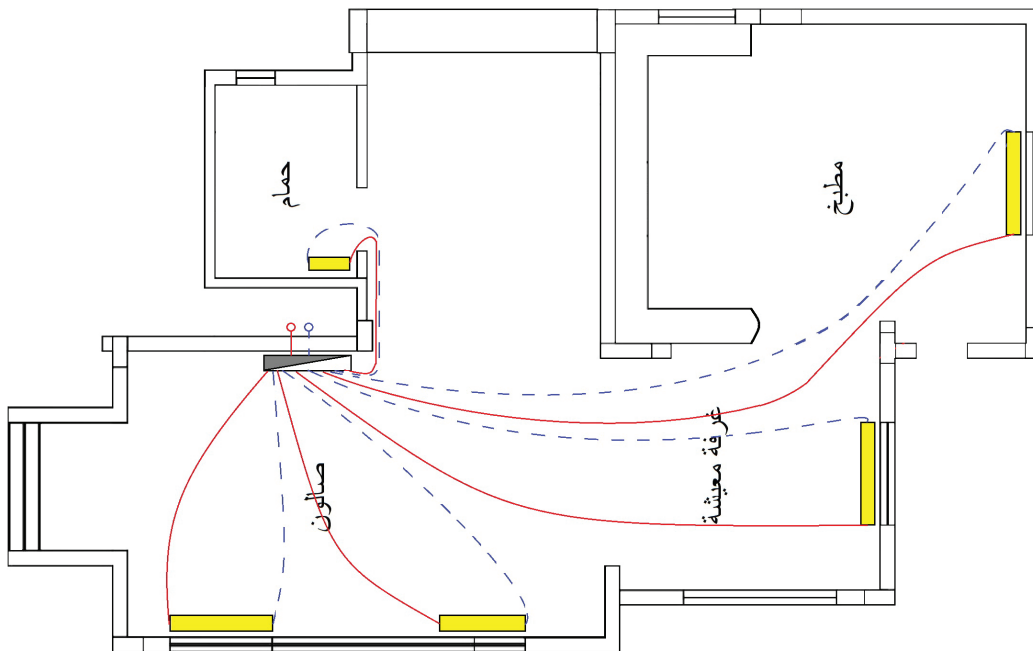 حمام
مطبخ
صالون
غرفة معيشة